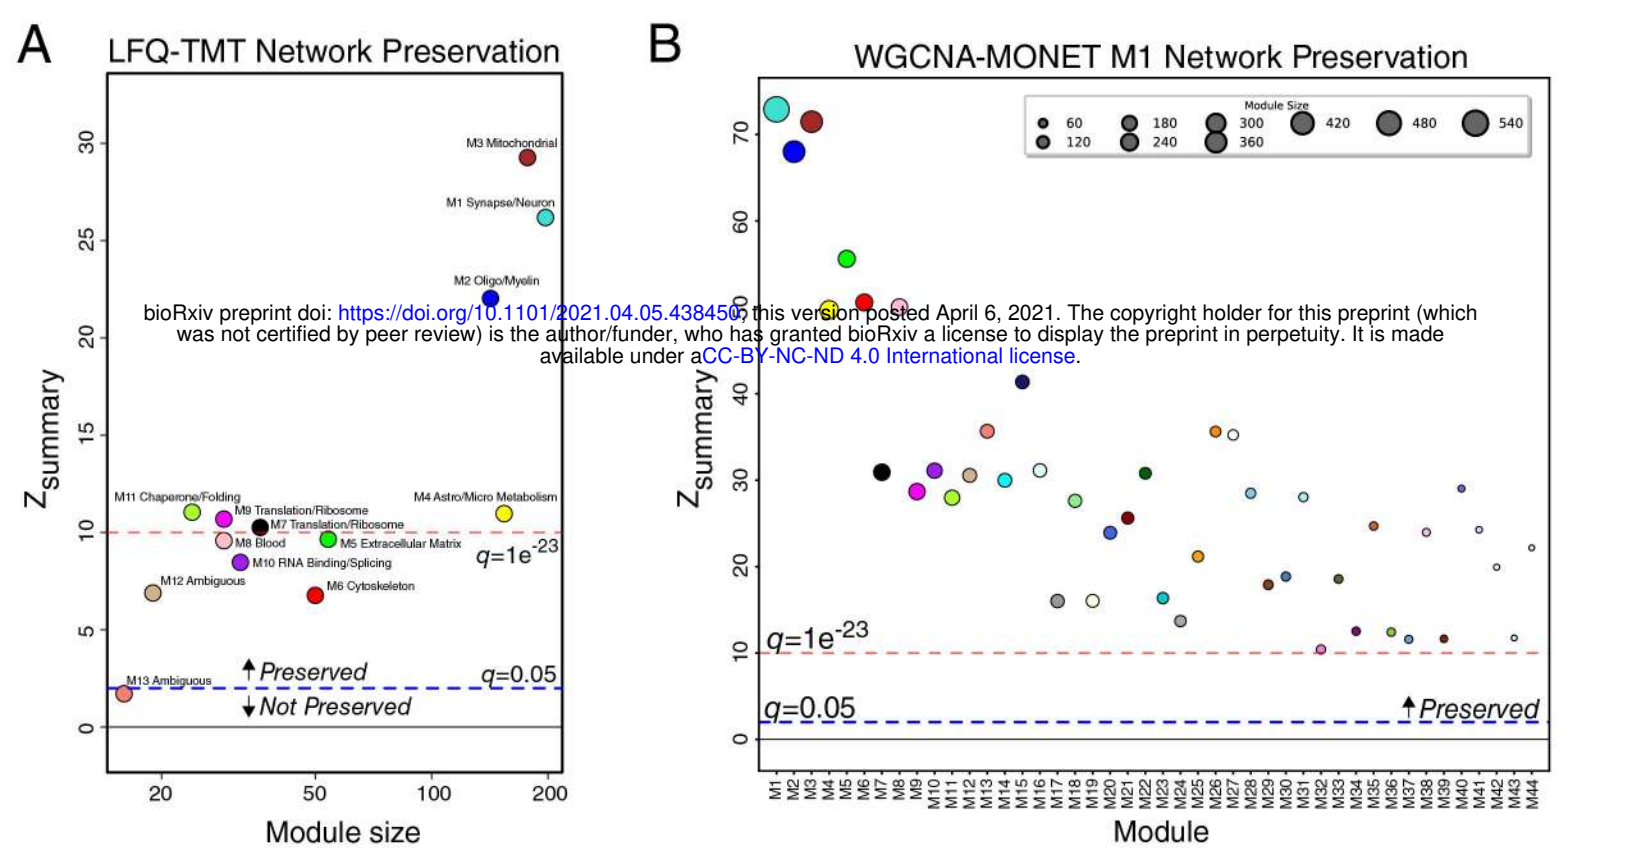 A
LFQ-TMT Network Preservation
30
25
20
15
10
5
0
Zsummary
M3 Mitochondrial
M1 Synapse/Neuron
M2 Oligo/Myelin
M11 Chaperone/Folding
M4 Astro/Micro Metabolism
M9 Translation/Ribosome
M7 Translation/Ribosome
M8 Blood
M5 Extracellular Matrix
q=1e-23
M10 RNA Binding/Splicing
M12 Ambiguous
M6 Cytoskeleton
Preserved
q=0.05
M13 Ambiguous
Not Preserved
20 50 100 200
Module size
bioRxiv preprint doi: https://doi.org/10.1101/2021.04.05.438450; this version posted April 6, 2021. The copyright holder for this preprint (which
was not certified by peer review) is the author/funder, who has granted bioRxiv a license to display the preprint in perpetuity. It is made
available under aCC-BY-NC-ND 4.0 International license.
B
WGCNA-MONET M1 Network Preservation
Module Size
60 180 300 420 480 540
120 240 360
70
60
50
40
30
20
10
0
Zsummary
q=1e-23
q=0.05
Preserved
M1 M2 M3 M4 M5 M6 M7 M8 M9 M10 M11 M12 M13 M15 M14 M16 M17 M18 M19 M20 M21 M22 M23 M24 M25 M26 M27 M28 M29 M30 M31 M32 M33 M34 M35 M36 M37 M38 M39 M40 M41 M42 M43 M44
Module